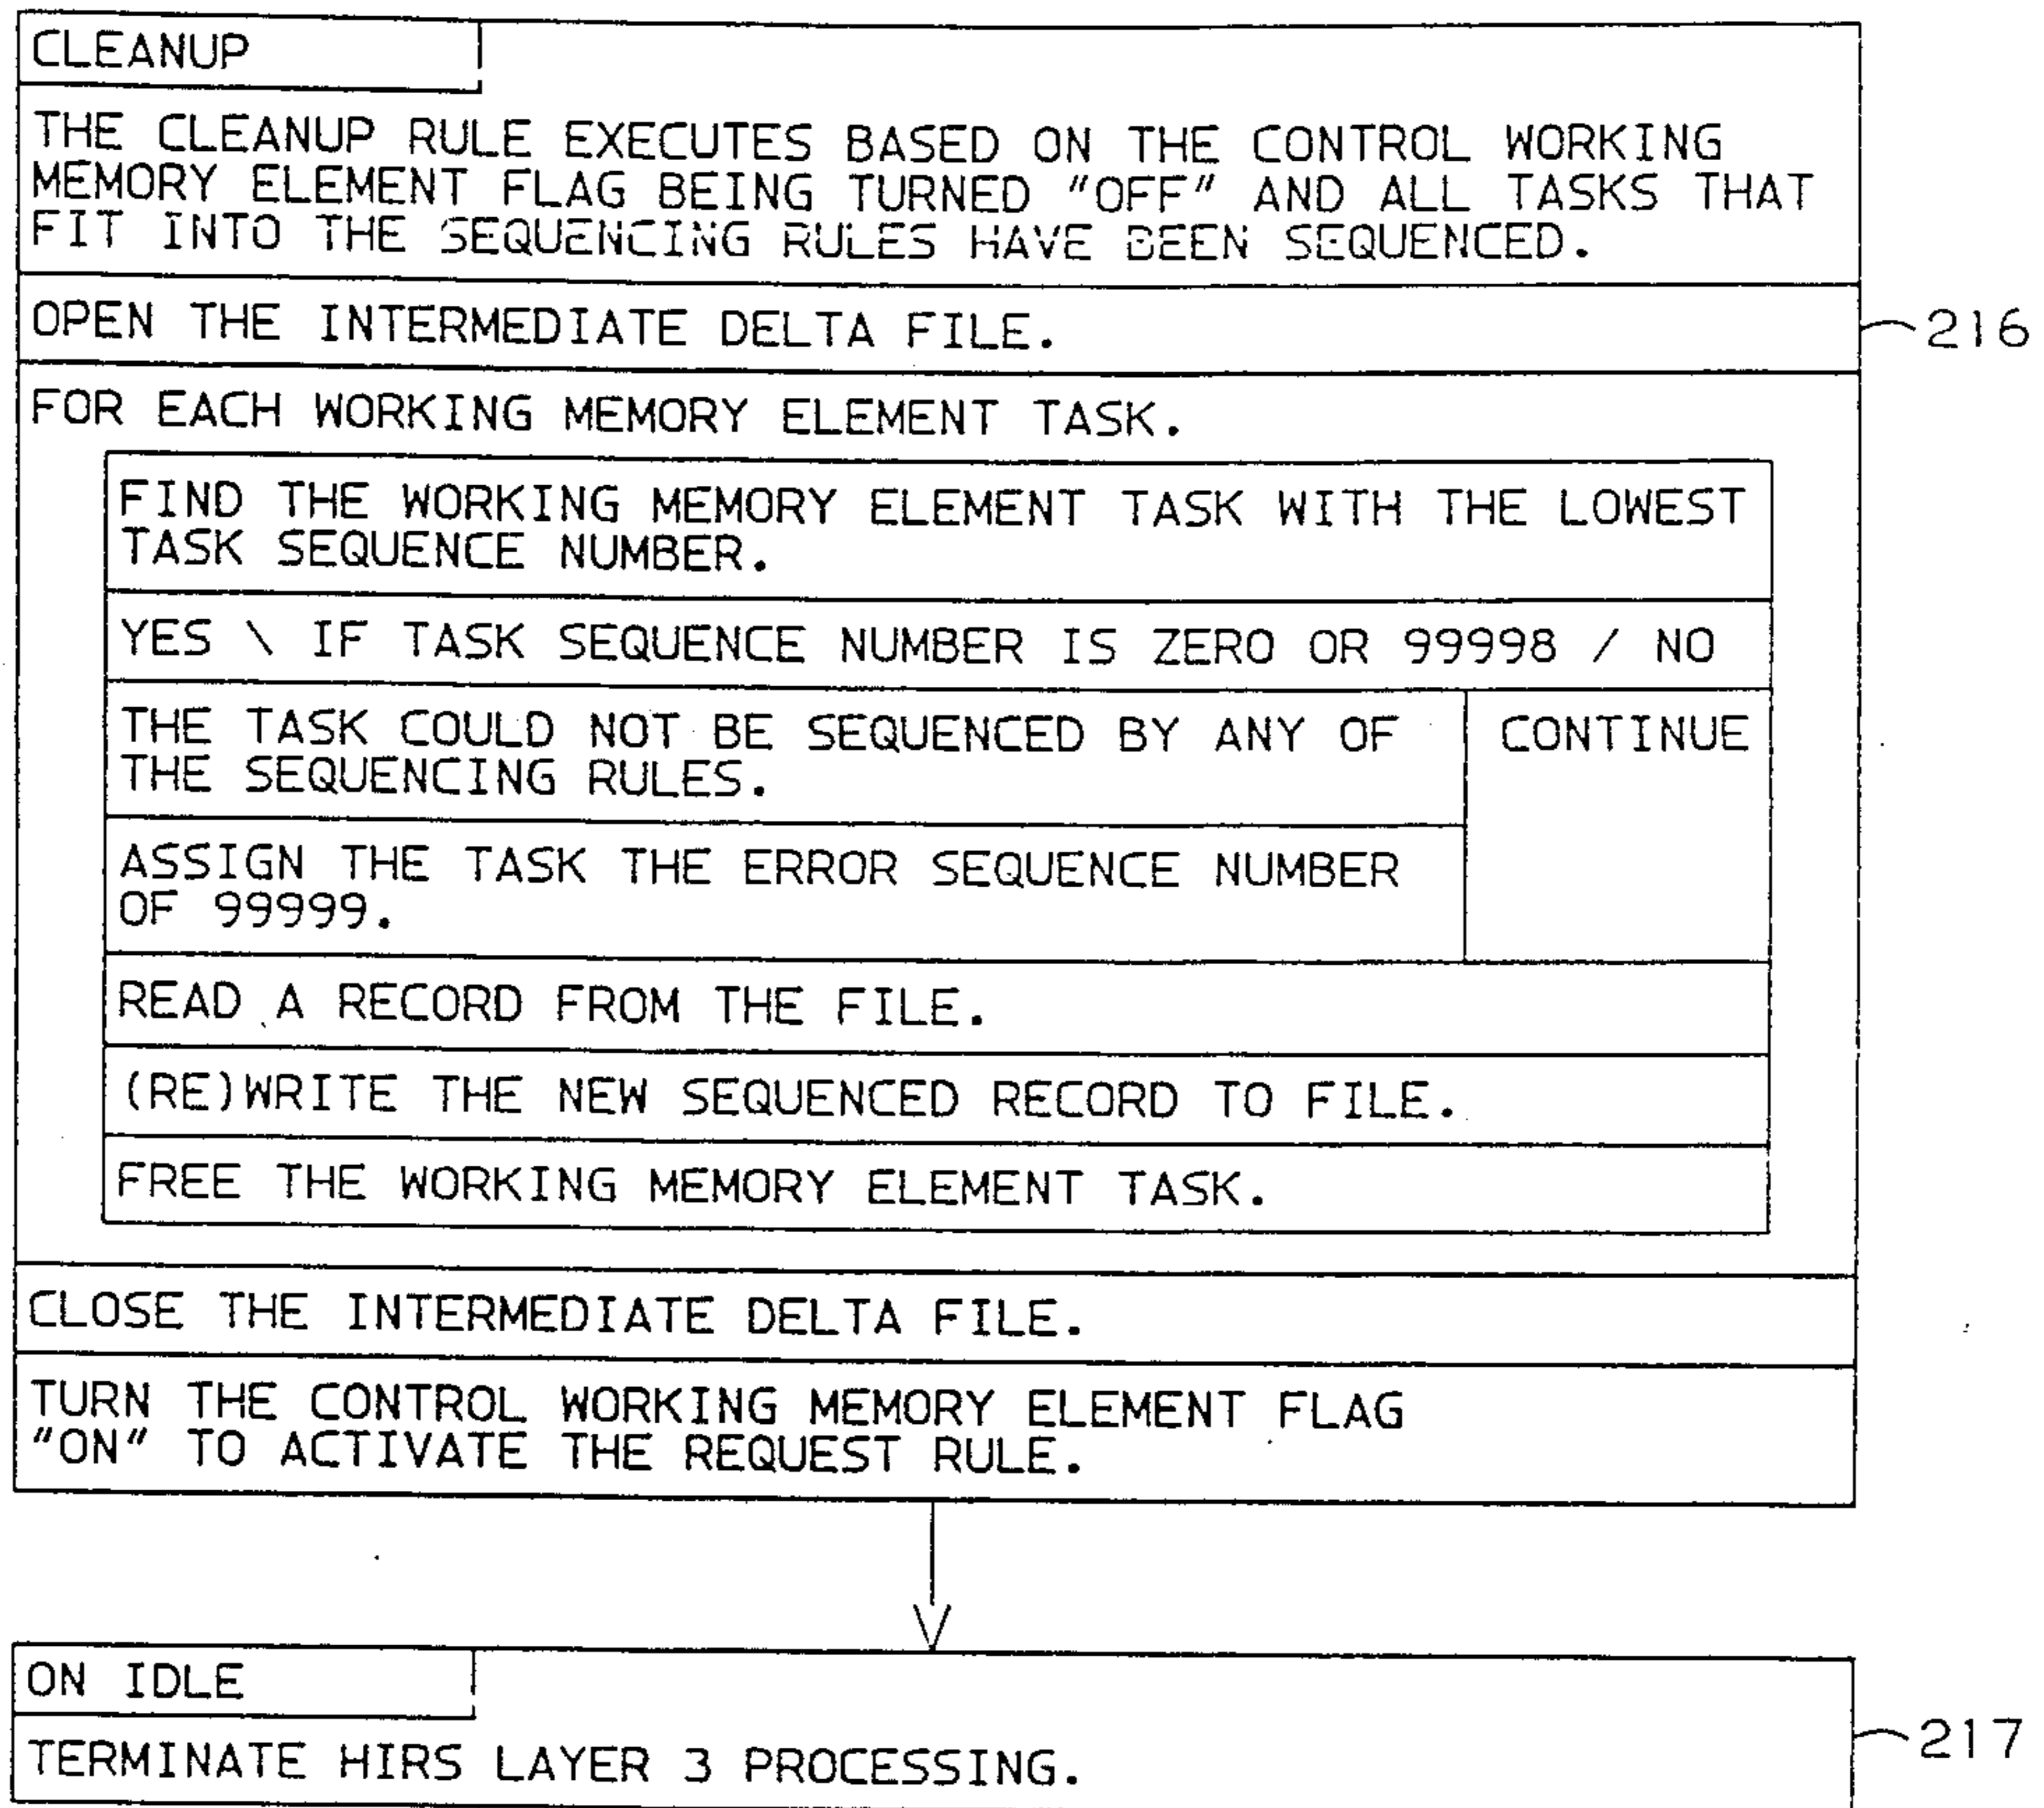 CLEANUP
THE CLEANUP RULE EXECUTES BASED ON THE CONTROL WORKING
MEMORY ELEMENT FLAG BEING TURNED "OFF" AND ALL TASKS THAT
FIT INTO THE SEQUENCING RULES HAVE BEEN SEQUENCED.
OPEN THE INTERMEDIATE DELTA FILE.
216
FOR EACH WORKING MEMORY ELEMENT TASK.
FIND THE WORKING MEMORY ELEMENT TASK WITH THE LOWEST
TASK SEQUENCE NUMBER.
YES \ IF TASK SEQUENCE NUMBER IS ZERO OR 99998 / NO
THE TASK COULD NOT BE SEQUENCED BY ANY OF
THE SEQUENCING RULES.
CONTINUE
ASSIGN THE TASK THE ERROR SEQUENCE NUMBER
OF 99999.
READ A RECORD FROM THE FILE.
(RE)WRITE THE NEW SEQUENCED RECORD TO FILE.
FREE THE WORKING MEMORY ELEMENT TASK.
CLOSE THE INTERMEDIATE DELTA FILE.
TURN THE CONTROL WORKING MEMORY ELEMENT FLAG
"ON" TO ACTIVATE THE REQUEST RULE.
ON IDLE
TERMINATE HIRS LAYER 3 PROCESSING.
217